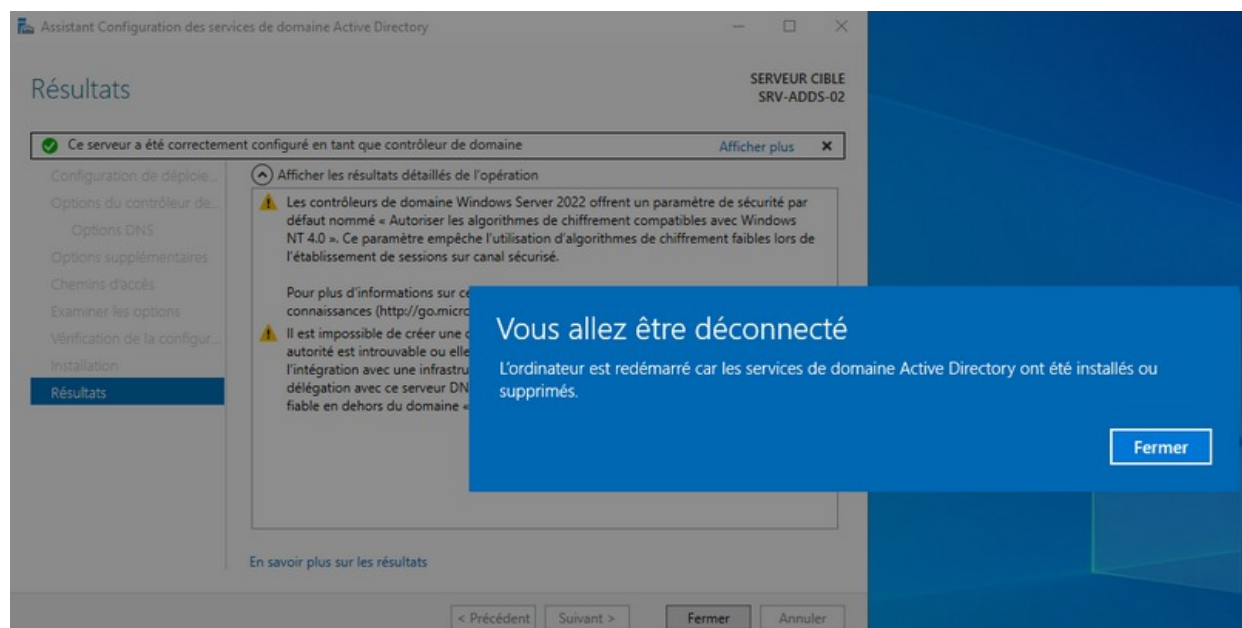 Assistant Configuration des services de domaine Active Directory
Résultats
SERVEUR CIBLE
SRV-ADDS-02
Ce serveur a été correctement configuré en tant que contrôleur de domaine
Afficher plus
Configuration de déploie...
Options du contrôleur de...
Options DNS
Options supplémentaires
Chemins d'accès
Examiner les options
Vérification de la configur...
Installation
Résultats
Afficher les résultats détaillés de l'opération
Les contrôleurs de domaine Windows Server 2022 offrent un paramètre de sécurité par
défaut nommé « Autoriser les algorithmes de chiffrement compatibles avec Windows
NT 4.0 ». Ce paramètre empêche l'utilisation d'algorithmes de chiffrement faibles lors de
l'établissement de sessions sur canal sécurisé.
Pour plus d'informations sur
connaissances (http://go.micro
Il est impossible de créer une
autorité est introuvable ou elle
l'intégration avec une infrastru
délégation avec ce serveur DN
fiable en dehors du domaine «
Vous allez être déconnecté
L'ordinateur est redémarré car les services de domaine Active Directory ont été installés ou
supprimés.
Fermer
En savoir plus sur les résultats
< Précédent
Suivant >
Fermer
Annuler